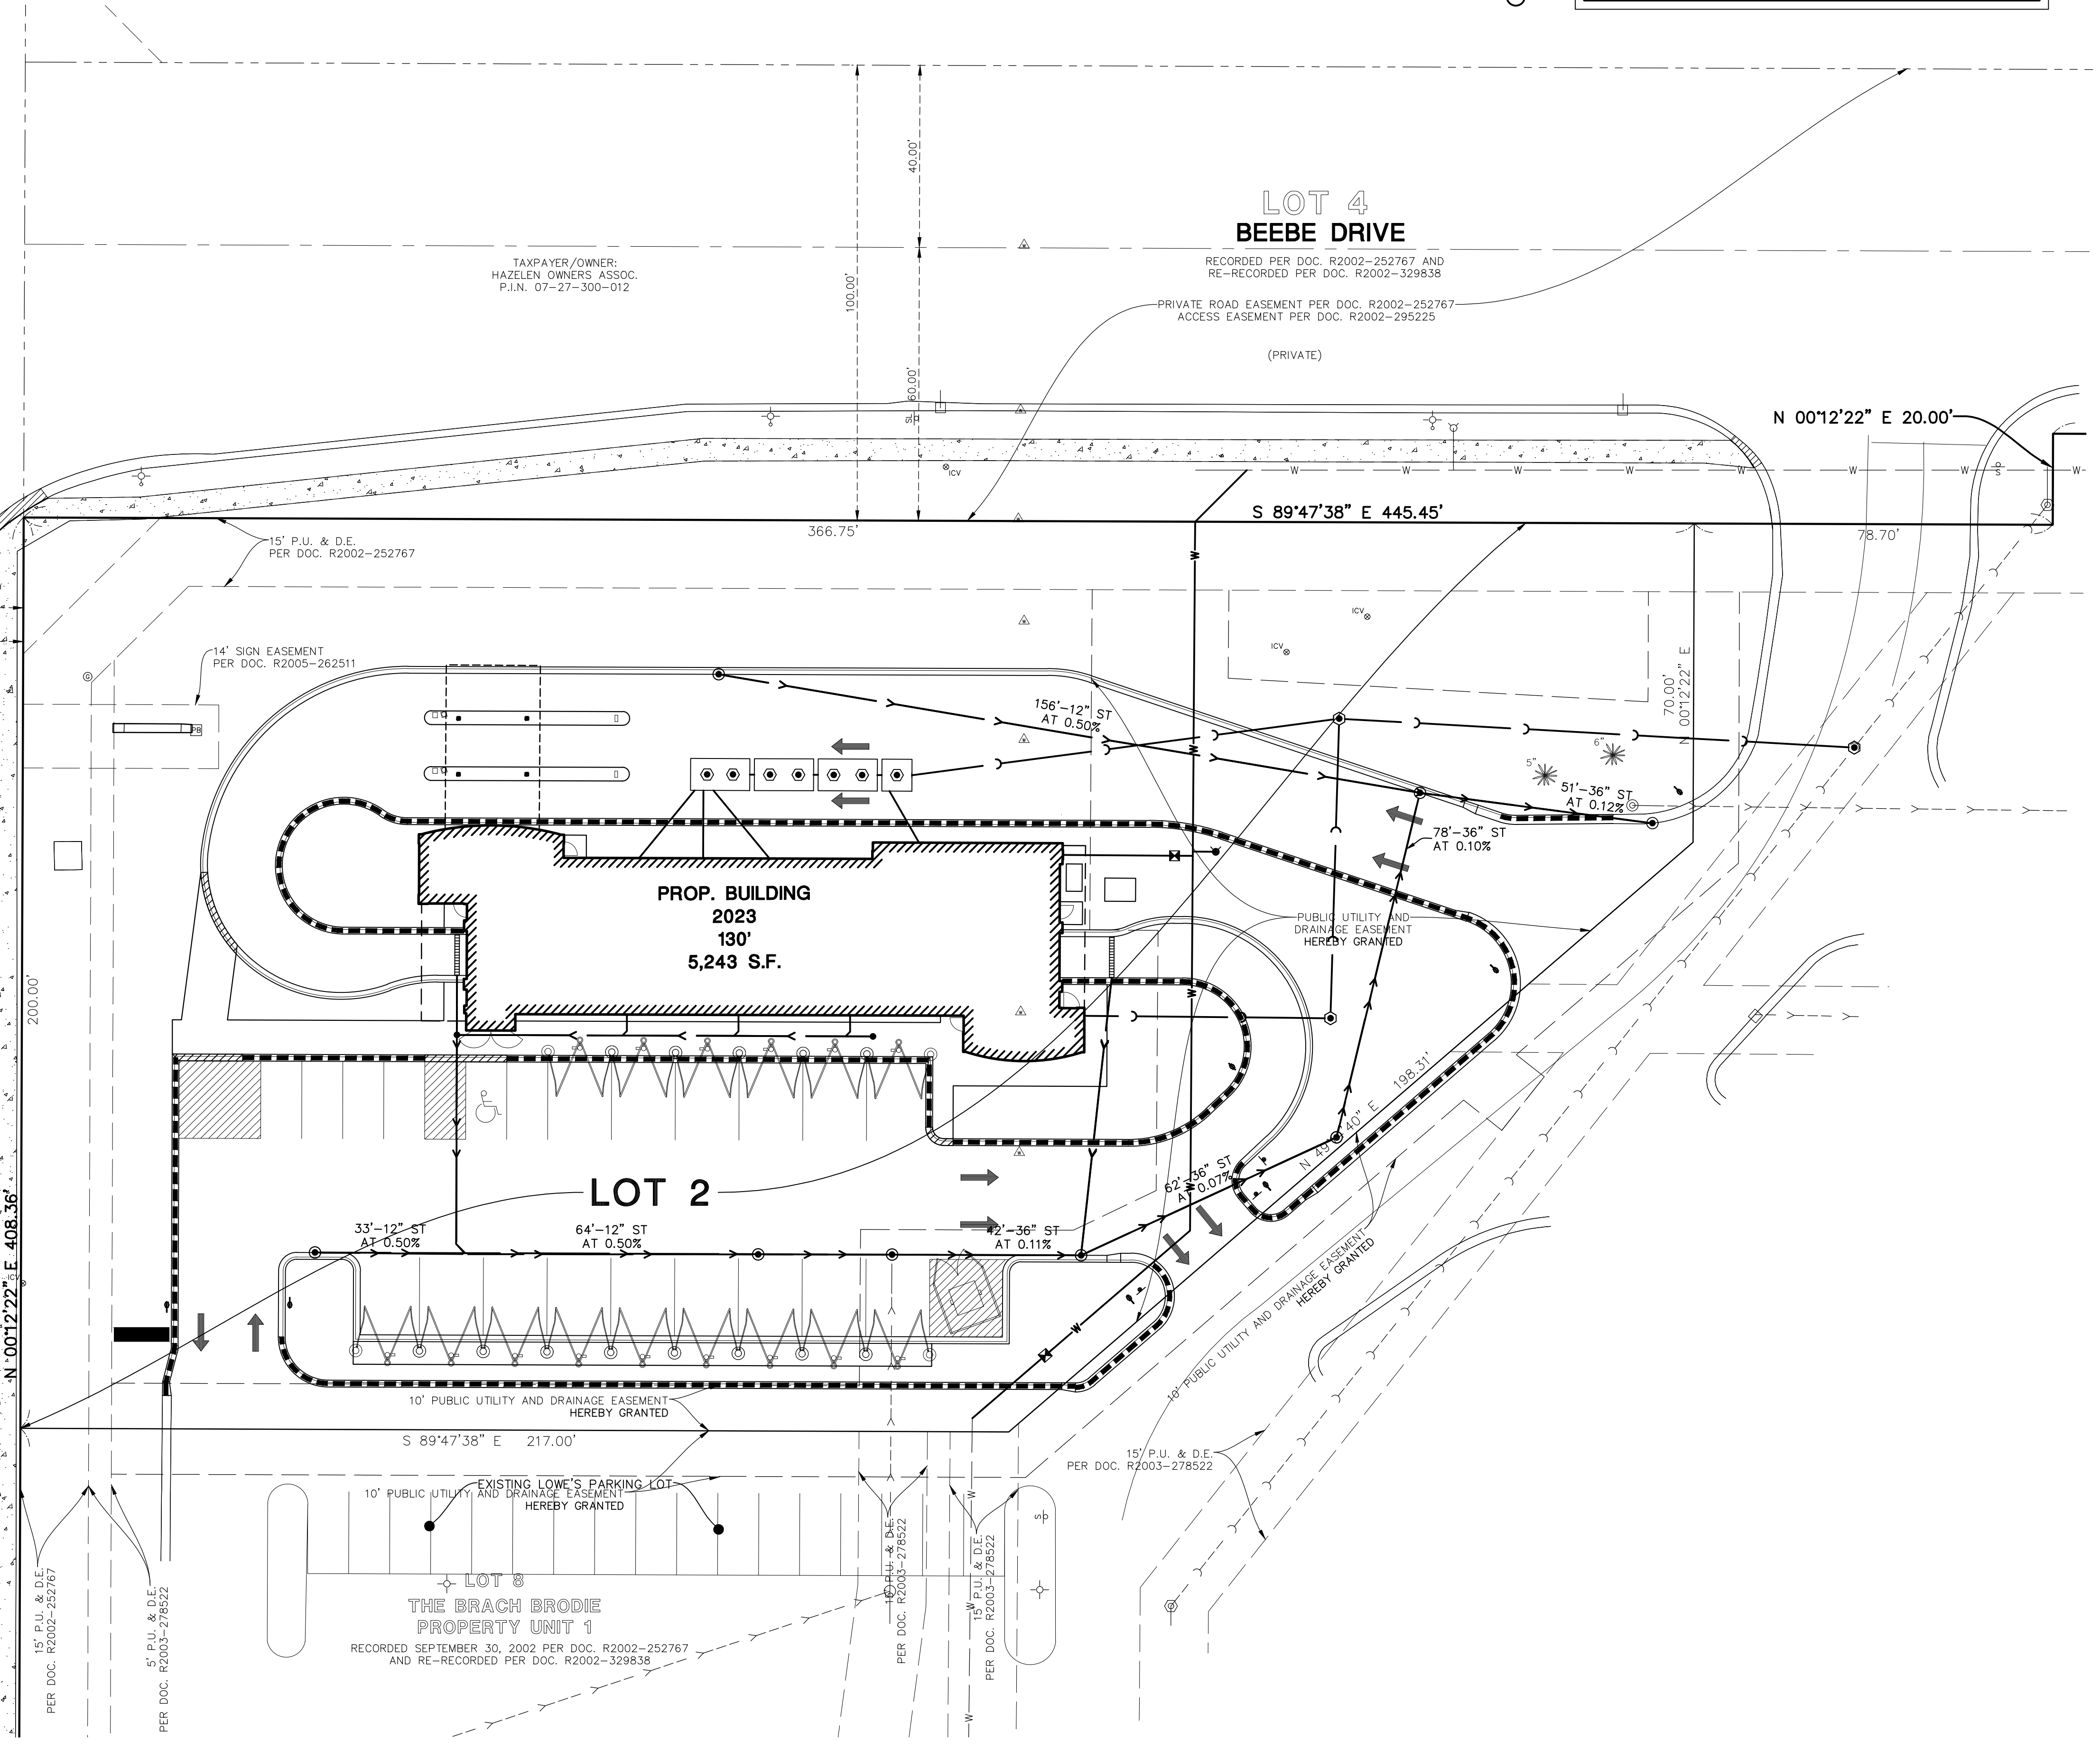 LOT 4
BEEBE DRIVE
RECORDED PER DOC. R2002-252767 AND
RE-RECORDED PER DOC. R2002-329838
PRIVATE ROAD EASEMENT PER DOC. R2002-252767
ACCESS EASEMENT PER DOC. R2002-295225
(PRIVATE)
TAXPAYER/OWNER:
HAZELEN OWNERS ASSOC.
P.I.N. 07-27-300-012
40.00'
100.00'
60.00'
N 00°12'22" E 20.00'
ICV
W W W W W W W W
S 89°47'38" E 445.45'
366.75'
78.70'
15' P.U. & D.E.
PER DOC. R2002-252767
14' SIGN EASEMENT
PER DOC. R2005-262511
G
PB
ICV
ICV
70.00'
N 00°12'22" E
156'-12" ST
AT 0.50%
6"
5"
51'-36" ST
AT 0.12%
78'-36" ST
AT 0.10%
PROP. BUILDING
2023
130'
5,243 S.F.
PUBLIC UTILITY AND
DRAINAGE EASEMENT
HEREBY GRANTED
200.00'
198.31'
62'-36" ST
AT 0.07%
LOT 2
33'-12" ST
AT 0.50%
64'-12" ST
AT 0.50%
42'-36" ST
AT 0.11%
N 00°12'22" E 408.36'
ICV
10' PUBLIC UTILITY AND DRAINAGE EASEMENT
HEREBY GRANTED
10' PUBLIC UTILITY AND DRAINAGE EASEMENT
HEREBY GRANTED
S 89°47'38" E 217.00'
15' P.U. & D.E.
PER DOC. R2003-278522
EXISTING LOWE'S PARKING LOT
10' PUBLIC UTILITY AND DRAINAGE EASEMENT
HEREBY GRANTED
15' P.U. & D.E.
PER DOC. R2002-252767
5' P.U. & D.E.
PER DOC. R2003-278522
P.U. & D.E.
PER DOC. R2003-278522
15' P.U. & D.E.
PER DOC. R2003-278522
LOT 8
THE BRACH BRODIE
PROPERTY UNIT 1
RECORDED SEPTEMBER 30, 2002 PER DOC. R2002-252767
AND RE-RECORDED PER DOC. R2002-329838